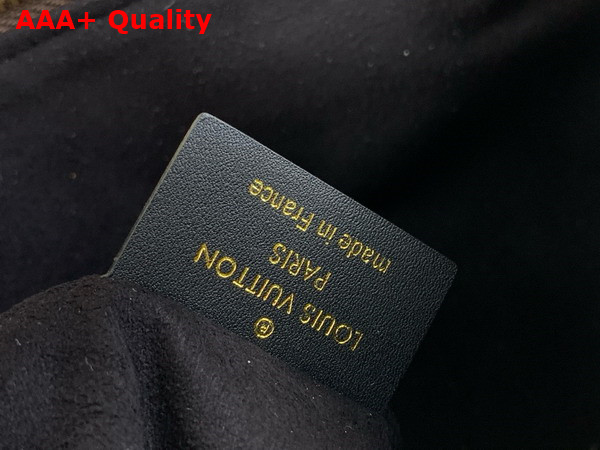 AAA+ Quality
®
LOUIS VUITTON
PARIS
made in France